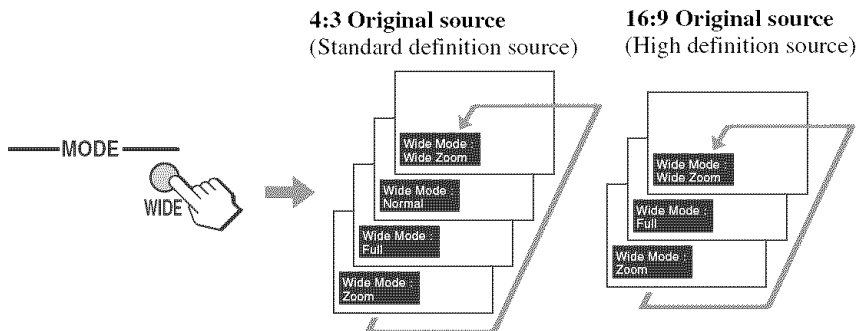 4:3 Original source
(Standard definition source)
16:9 Original source
(High definition source)
MODE
WIDE
Wide Mode :
Wide Zoom
Wide Mode :
Normal
Wide Mode :
Full
Wide Mode :
Zoom
Wide Mode :
Wide Zoom
Wide Mode :
Full
Wide Mode :
Zoom